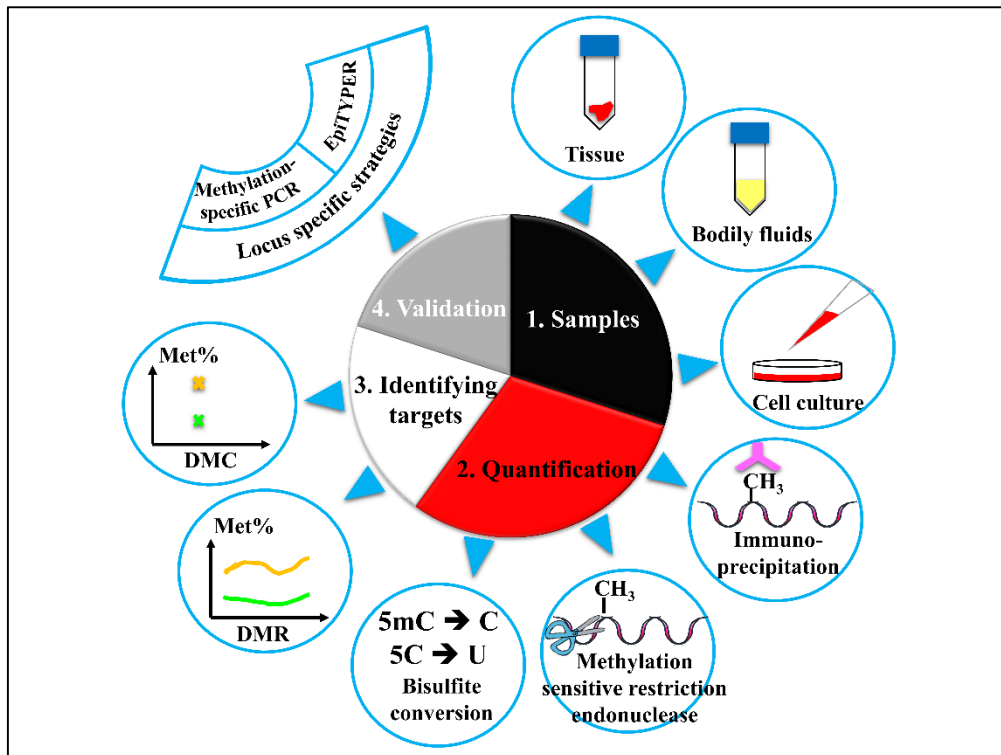 Tissue
Bodily fluids
Cell culture
CH3
Immuno-
precipitation
CH3
Methylation
sensitive restriction
endonuclease
5mC ➔ C
5C ➔ U
Bisulfite
conversion
Met%
DMR
Met%
DMC
EpiTYPER
Methylation-
specific PCR
Locus specific strategies
1. Samples
2. Quantification
3. Identifying
targets
4. Validation